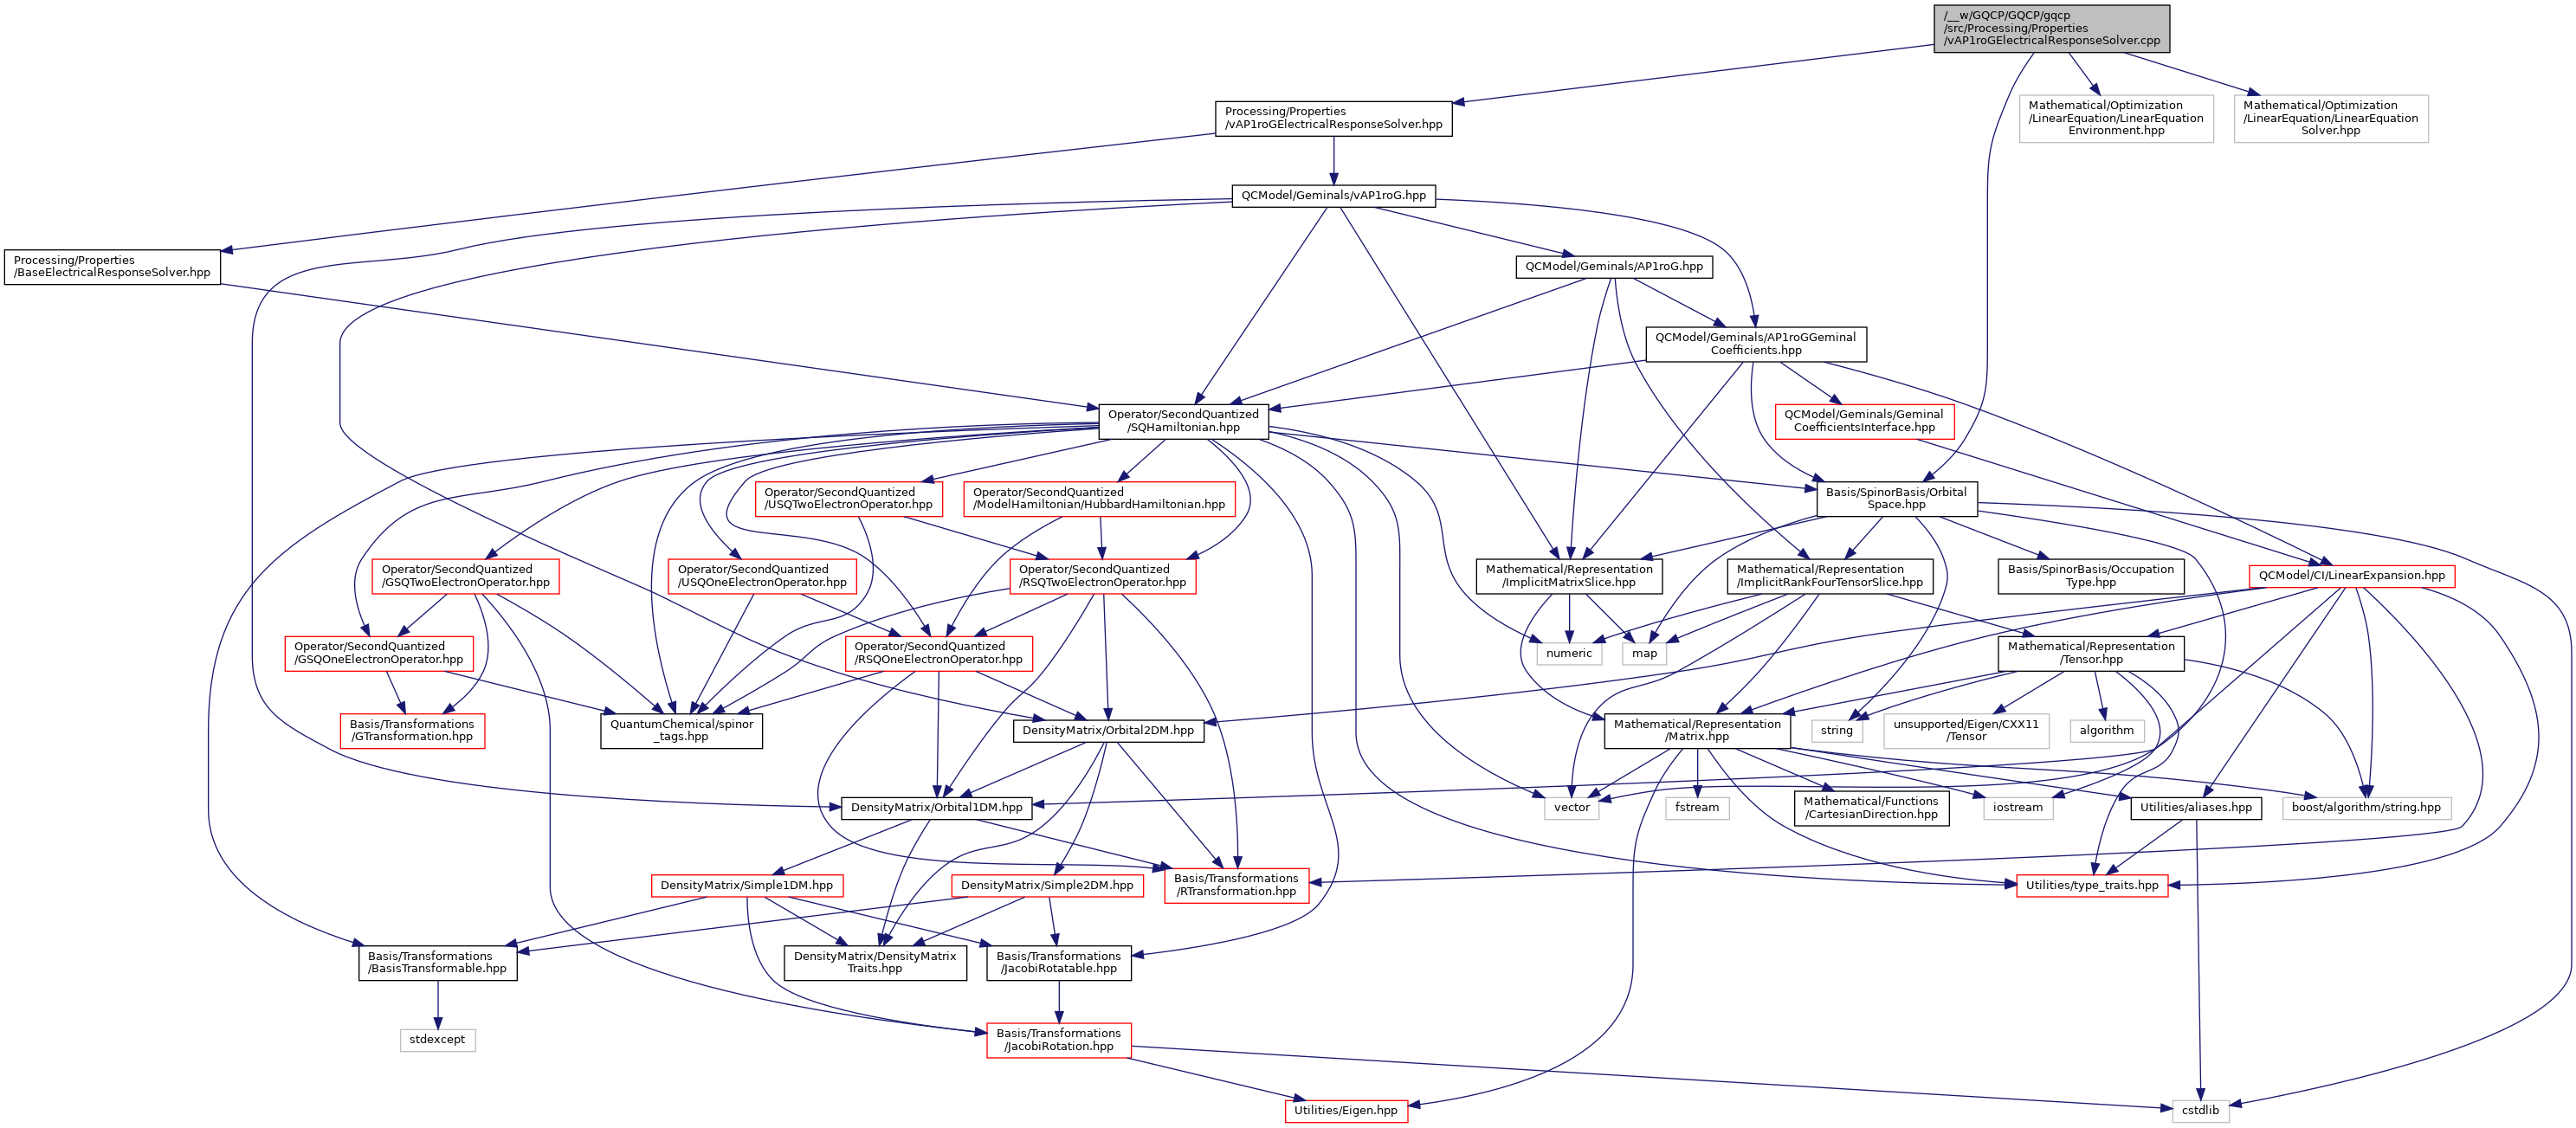 /__w/GQCP/GQCP/gqcp
/src/Processing/Properties
/vAP1roGElectricalResponseSolver.cpp
Processing/Properties
/vAP1roGElectricalResponseSolver.hpp
Mathematical/Optimization
/LinearEquation/LinearEquation
Environment.hpp
Mathematical/Optimization
/LinearEquation/LinearEquation
Solver.hpp
QCModel/Geminals/vAP1roG.hpp
Processing/Properties
/BaseElectricalResponseSolver.hpp
QCModel/Geminals/AP1roG.hpp
QCModel/Geminals/AP1roGGeminal
Coefficients.hpp
Operator/SecondQuantized
/SQHamiltonian.hpp
QCModel/Geminals/Geminal
CoefficientsInterface.hpp
Operator/SecondQuantized
/USQTwoElectronOperator.hpp
Operator/SecondQuantized
/ModelHamiltonian/HubbardHamiltonian.hpp
Basis/SpinorBasis/Orbital
Space.hpp
Operator/SecondQuantized
/GSQTwoElectronOperator.hpp
Operator/SecondQuantized
/USQOneElectronOperator.hpp
Operator/SecondQuantized
/RSQTwoElectronOperator.hpp
Mathematical/Representation
/ImplicitMatrixSlice.hpp
Mathematical/Representation
/ImplicitRankFourTensorSlice.hpp
Basis/SpinorBasis/Occupation
Type.hpp
QCModel/CI/LinearExpansion.hpp
Operator/SecondQuantized
/GSQOneElectronOperator.hpp
Operator/SecondQuantized
/RSQOneElectronOperator.hpp
numeric
map
Mathematical/Representation
/Tensor.hpp
Basis/Transformations
/GTransformation.hpp
QuantumChemical/spinor
_tags.hpp
DensityMatrix/Orbital2DM.hpp
Mathematical/Representation
/Matrix.hpp
string
unsupported/Eigen/CXX11
/Tensor
algorithm
DensityMatrix/Orbital1DM.hpp
vector
fstream
Mathematical/Functions
/CartesianDirection.hpp
iostream
Utilities/aliases.hpp
boost/algorithm/string.hpp
DensityMatrix/Simple1DM.hpp
DensityMatrix/Simple2DM.hpp
Basis/Transformations
/RTransformation.hpp
Utilities/type_traits.hpp
Basis/Transformations
/BasisTransformable.hpp
DensityMatrix/DensityMatrix
Traits.hpp
Basis/Transformations
/JacobiRotatable.hpp
stdexcept
Basis/Transformations
/JacobiRotation.hpp
Utilities/Eigen.hpp
cstdlib